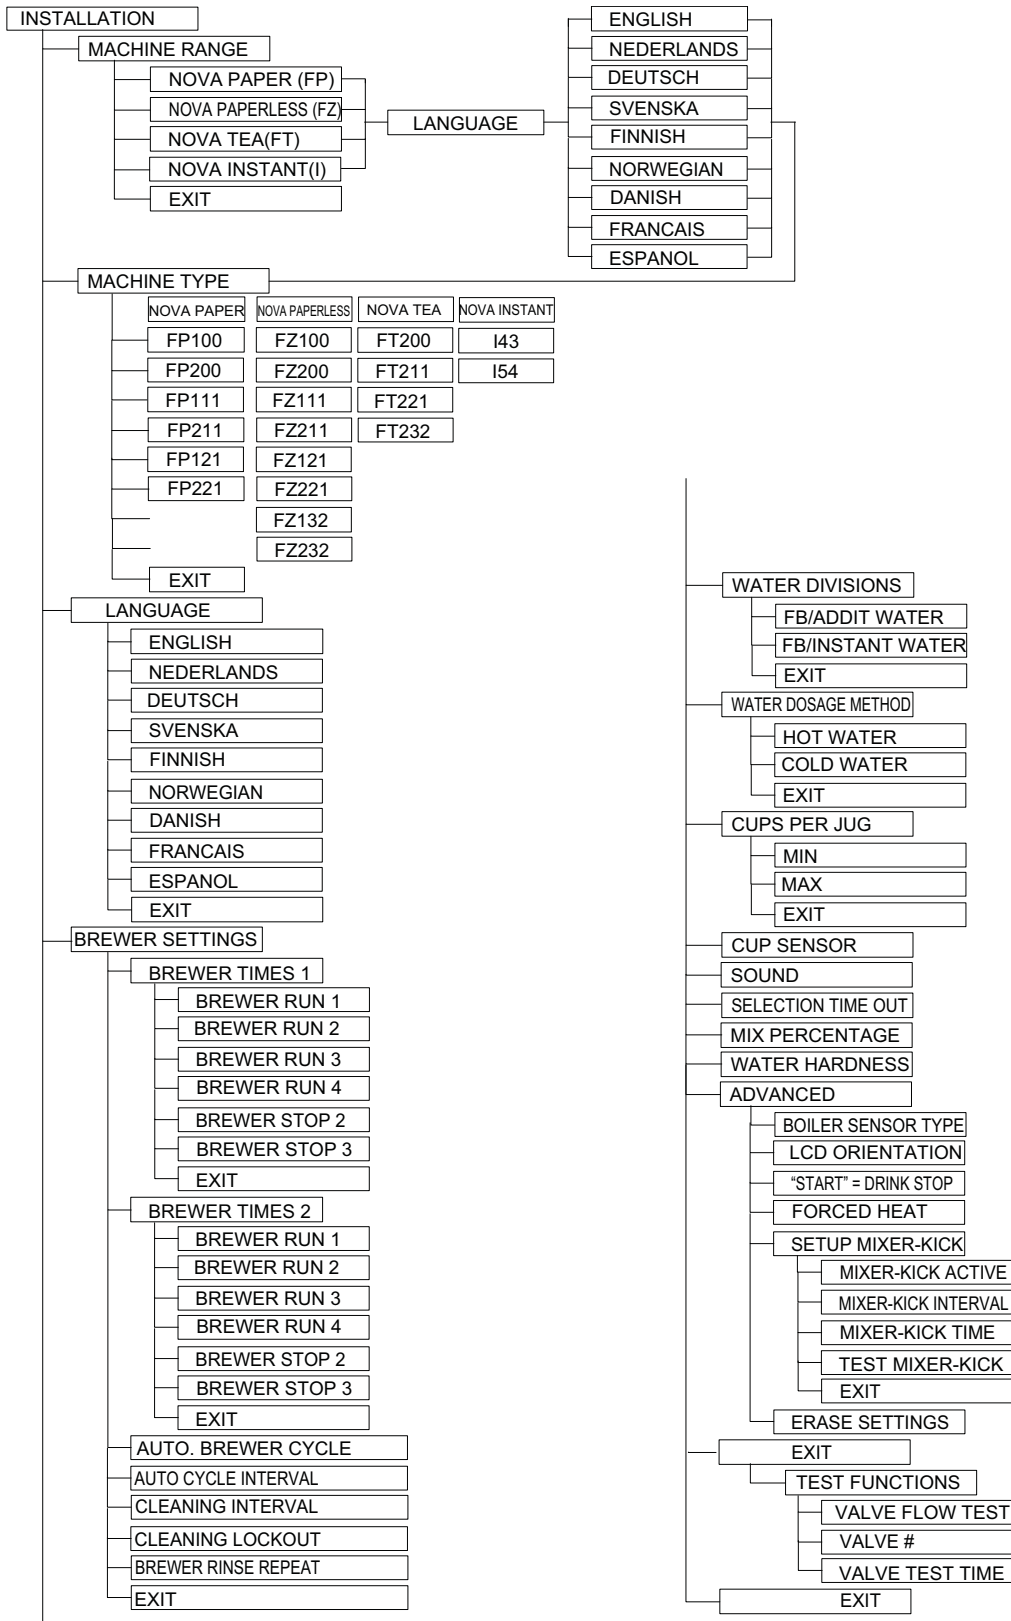 INSTALLATION
MACHINE RANGE
NOVA PAPER (FP)
NOVA PAPERLESS (FZ)
NOVA TEA(FT)
NOVA INSTANT(I)
EXIT
LANGUAGE
ENGLISH
NEDERLANDS
DEUTSCH
SVENSKA
FINNISH
NORWEGIAN
DANISH
FRANCAIS
ESPANOL
MACHINE TYPE
NOVA PAPER NOVA PAPERLESS NOVA TEA NOVA INSTANT
FP100 FZ100 FT200 I43
FP200 FZ200 FT211 I54
FP111 FZ111 FT221
FP211 FZ211 FT232
FP121 FZ121
FP221 FZ221
FZ132
FZ232
EXIT
LANGUAGE
ENGLISH
NEDERLANDS
DEUTSCH
SVENSKA
FINNISH
NORWEGIAN
DANISH
FRANCAIS
ESPANOL
EXIT
BREWER SETTINGS
BREWER TIMES 1
BREWER RUN 1
BREWER RUN 2
BREWER RUN 3
BREWER RUN 4
BREWER STOP 2
BREWER STOP 3
EXIT
BREWER TIMES 2
BREWER RUN 1
BREWER RUN 2
BREWER RUN 3
BREWER RUN 4
BREWER STOP 2
BREWER STOP 3
EXIT
AUTO. BREWER CYCLE
AUTO CYCLE INTERVAL
CLEANING INTERVAL
CLEANING LOCKOUT
BREWER RINSE REPEAT
EXIT
WATER DIVISIONS
FB/ADDIT WATER
FB/INSTANT WATER
EXIT
WATER DOSAGE METHOD
HOT WATER
COLD WATER
EXIT
CUPS PER JUG
MIN
MAX
EXIT
CUP SENSOR
SOUND
SELECTION TIME OUT
MIX PERCENTAGE
WATER HARDNESS
ADVANCED
BOILER SENSOR TYPE
LCD ORIENTATION
“START” = DRINK STOP
FORCED HEAT
SETUP MIXER-KICK
MIXER-KICK ACTIVE
MIXER-KICK INTERVAL
MIXER-KICK TIME
TEST MIXER-KICK
EXIT
ERASE SETTINGS
EXIT
TEST FUNCTIONS
VALVE FLOW TEST
VALVE #
VALVE TEST TIME
EXIT